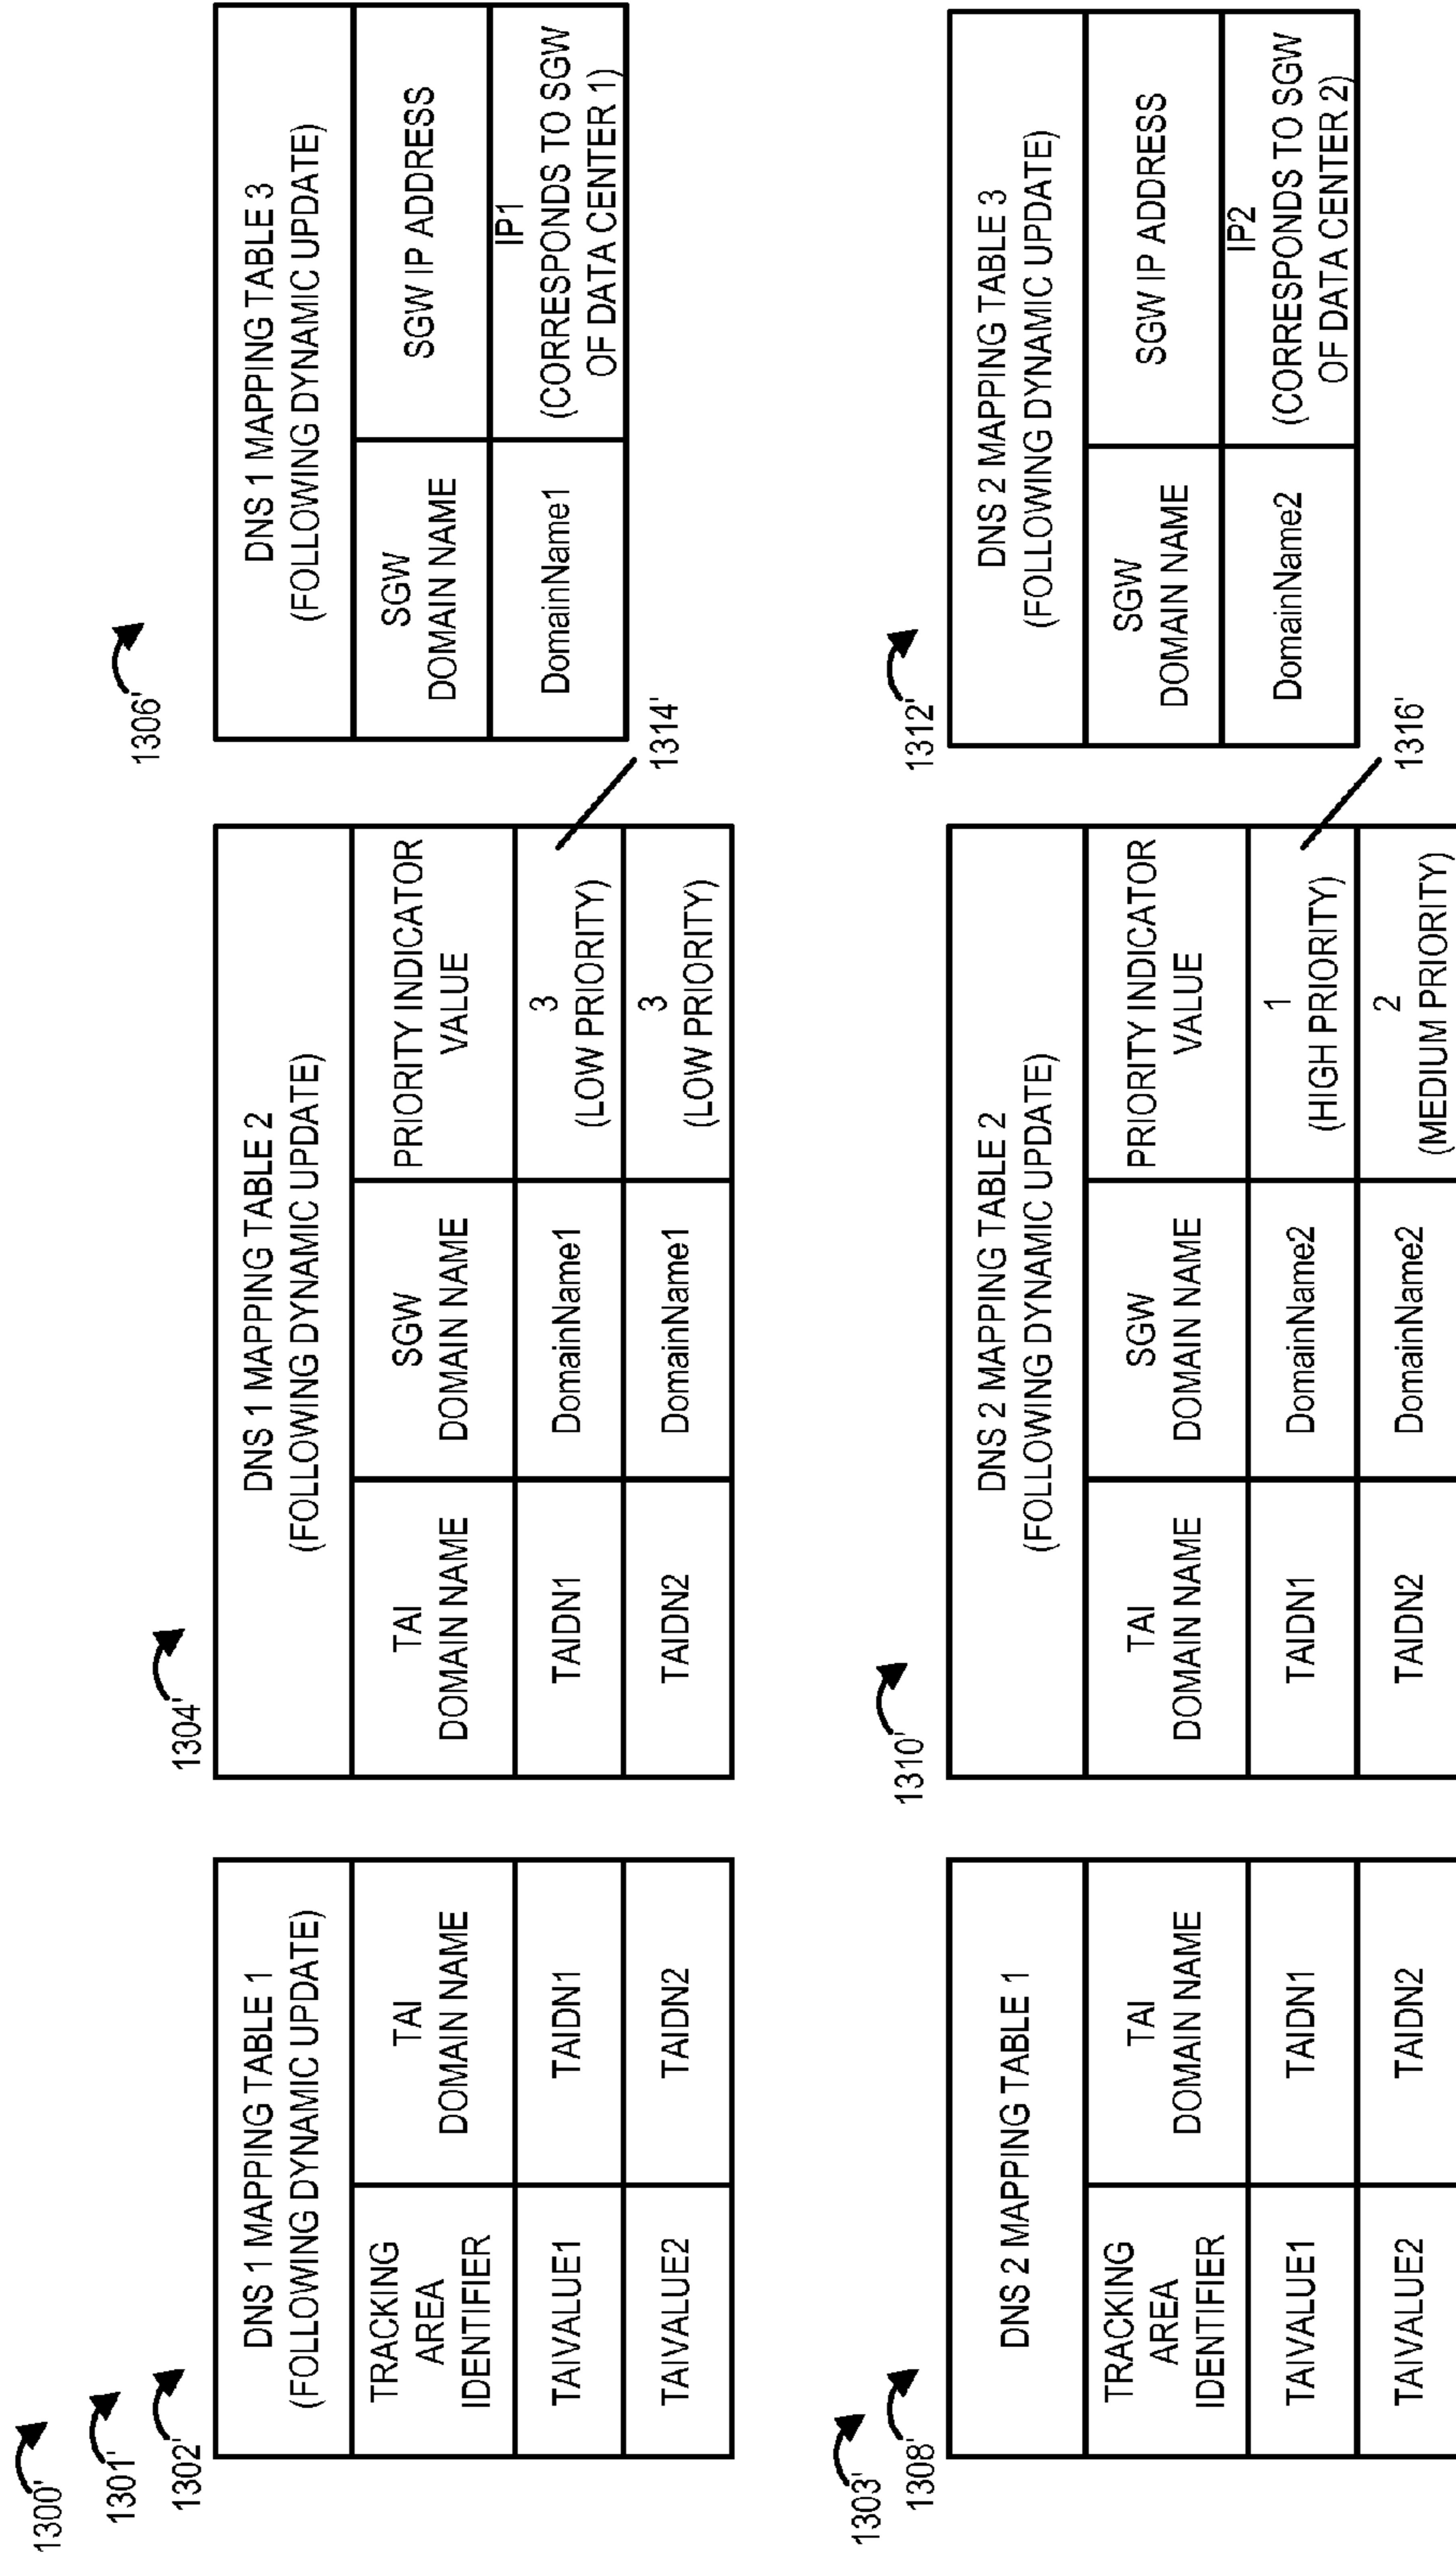 1300'
1301'
1302'
DNS 1 MAPPING TABLE 1
(FOLLOWING DYNAMIC UPDATE)
TRACKING
AREA
IDENTIFIER
TAI
DOMAIN NAME
TAIVALUE1
TAIDN1
TAIVALUE2
TAIDN2
1304'
DNS 1 MAPPING TABLE 2
(FOLLOWING DYNAMIC UPDATE)
TAI
DOMAIN NAME
SGW
DOMAIN NAME
PRIORITY INDICATOR
VALUE
TAIDN1
DomainName1
3
(LOW PRIORITY)
TAIDN2
DomainName1
3
(LOW PRIORITY)
1314'
1306'
DNS 1 MAPPING TABLE 3
(FOLLOWING DYNAMIC UPDATE)
SGW
DOMAIN NAME
SGW IP ADDRESS
DomainName1
IP1
(CORRESPONDS TO SGW
OF DATA CENTER 1)
1303'
1308'
DNS 2 MAPPING TABLE 1
TRACKING
AREA
IDENTIFIER
TAI
DOMAIN NAME
TAIVALUE1
TAIDN1
TAIVALUE2
TAIDN2
1310'
DNS 2 MAPPING TABLE 2
(FOLLOWING DYNAMIC UPDATE)
TAI
DOMAIN NAME
SGW
DOMAIN NAME
PRIORITY INDICATOR
VALUE
TAIDN1
DomainName2
1
(HIGH PRIORITY)
TAIDN2
DomainName2
2
(MEDIUM PRIORITY)
1316'
1312'
DNS 2 MAPPING TABLE 3
(FOLLOWING DYNAMIC UPDATE)
SGW
DOMAIN NAME
SGW IP ADDRESS
DomainName2
IP2
(CORRESPONDS TO SGW
OF DATA CENTER 2)